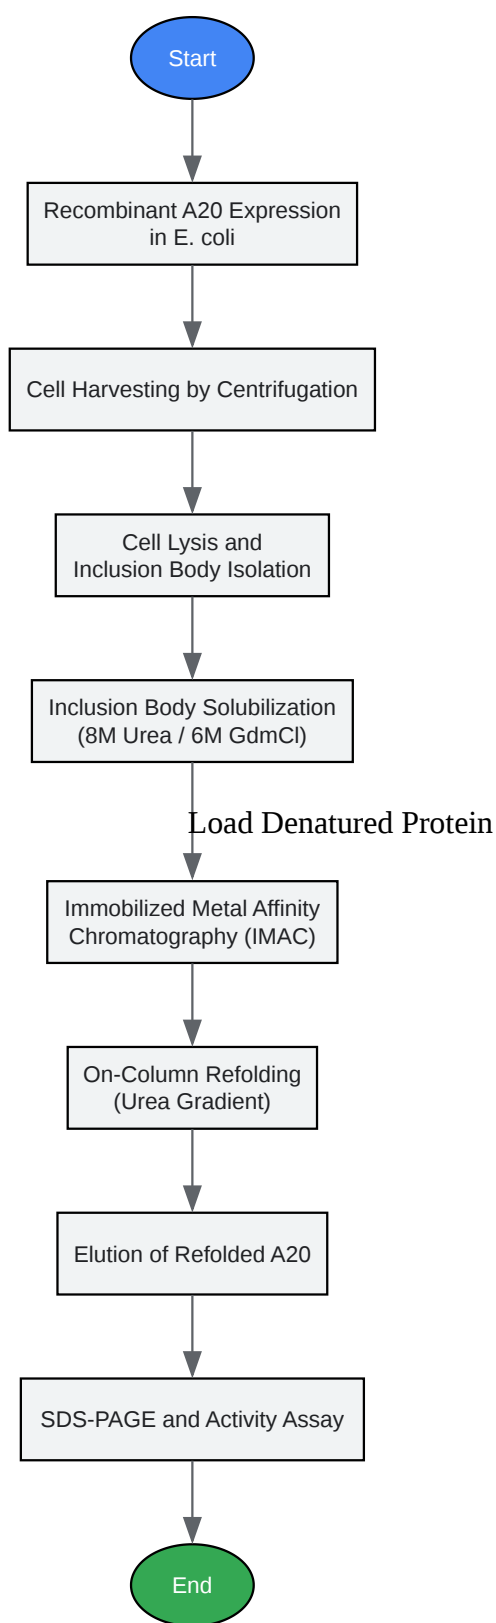 Start
Recombinant A20 Expression
in E. coli
Cell Harvesting by Centrifugation
Cell Lysis and
Inclusion Body Isolation
Inclusion Body Solubilization
(8M Urea / 6M GdmCl)
Load Denatured Protein
Immobilized Metal Affinity
Chromatography (IMAC)
On-Column Refolding
(Urea Gradient)
Elution of Refolded A20
SDS-PAGE and Activity Assay
End